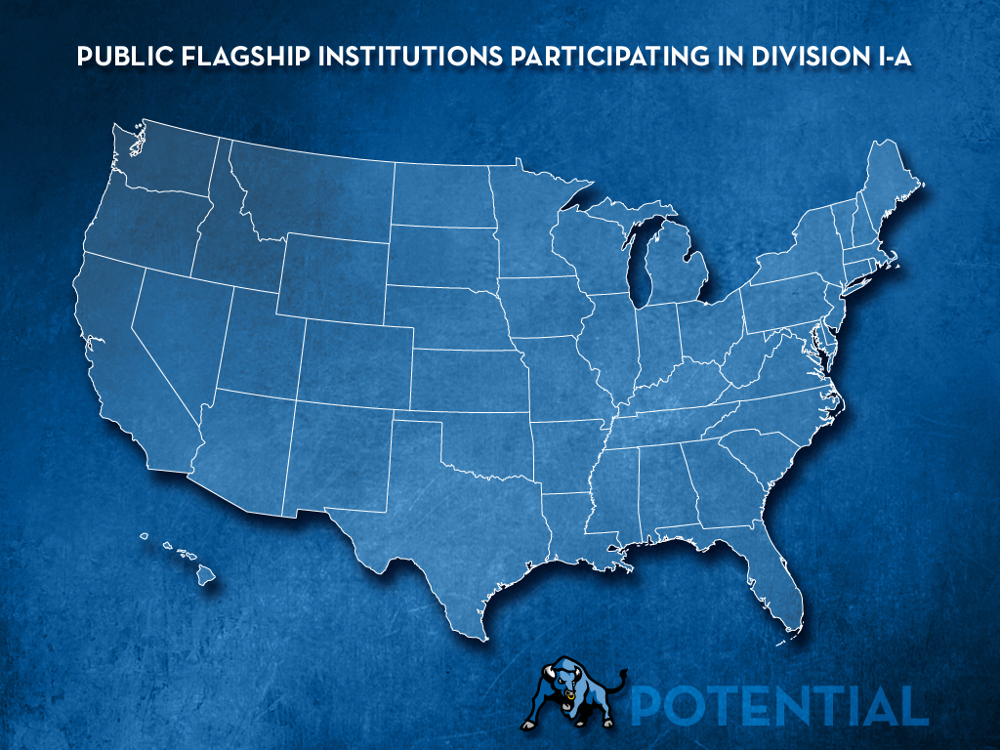 PUBLIC FLAGSHIP INSTITUTIONS PARTICIPATING IN DIVISION I-A
POTENTIAL